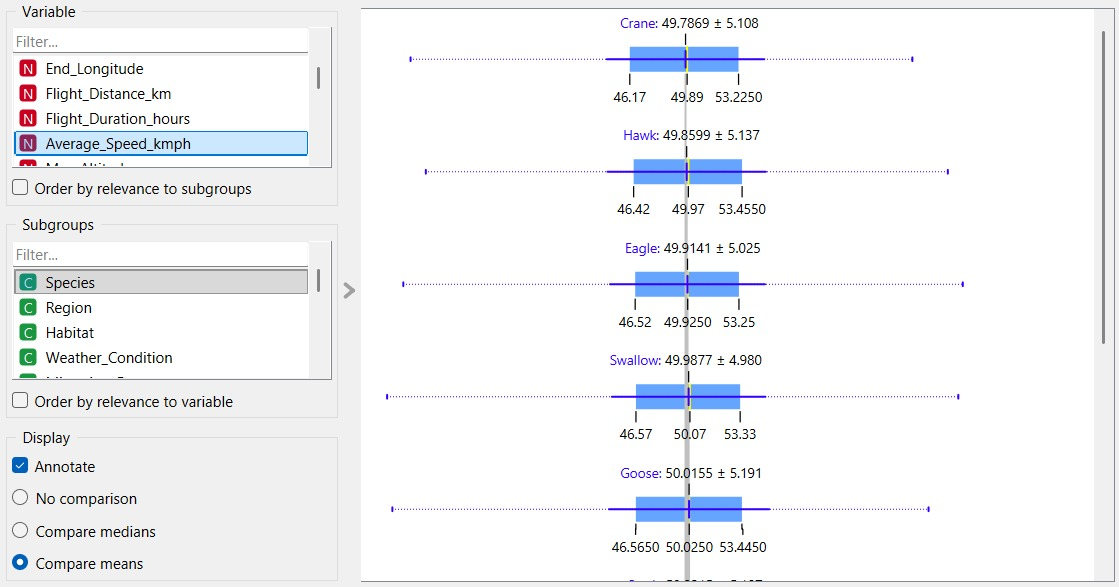 Variable
Filter...
N End_Longitude
N Flight_Distance_km
N Flight_Duration_hours
N Average_Speed_kmph
Order by relevance to subgroups
Subgroups
Filter...
C Species
C Region
C Habitat
C Weather_Condition
Order by relevance to variable
Display
Annotate
No comparison
Compare medians
Compare means
Crane: 49.7869 ± 5.108
46.17 49.89 53.2250
Hawk: 49.8599 ± 5.137
46.42 49.97 53.4550
Eagle: 49.9141 ± 5.025
46.52 49.9250 53.25
Swallow: 49.9877 ± 4.980
46.57 50.07 53.33
Goose: 50.0155 ± 5.191
46.5650 50.0250 53.4450